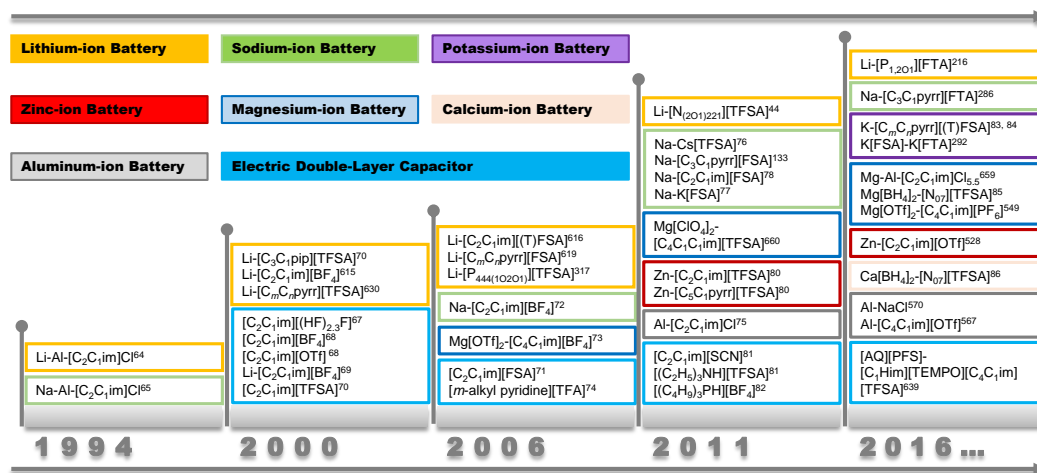 Lithium-ion Battery
Sodium-ion Battery
Potassium-ion Battery
Zinc-ion Battery
Magnesium-ion Battery
Calcium-ion Battery
Aluminum-ion Battery
Electric Double-Layer Capacitor
Li-Al-[C₂C₁im]Cl⁶⁴
Na-Al-[C₂C₁im]Cl⁶⁵
Li-[C₃C₁pip][TFSA]⁷⁰
Li-[C₂C₁im][BF₄]⁶¹⁵
Li-[CₘCₙpyrr][TFSA]⁶³⁰
[C₂C₁im][(HF)₂.₃F]⁶⁷
[C₂C₁im][BF₄]⁶⁸
[C₂C₁im][OTf]⁶⁸
Li-[C₂C₁im][BF₄]⁶⁹
[C₂C₁im][TFSA]⁷⁰
Li-[C₂C₁im][(T)FSA]⁶¹⁶
Li-[CₘCₙpyrr][FSA]⁶¹⁹
Li-[P₄₄₄₍₁O₂O₁₎][TFSA]³¹⁷
Na-[C₂C₁im][BF₄]⁷²
Mg[OTf]₂-[C₄C₁im][BF₄]⁷³
[C₂C₁im][FSA]⁷¹
[m-alkyl pyridine][TFA]⁷⁴
Li-[N₍₂O₁₎₂₂₁][TFSA]⁴⁴
Na-Cs[TFSA]⁷⁶
Na-[C₃C₁pyrr][FSA]¹³³
Na-[C₂C₁im][FSA]⁷⁸
Na-K[FSA]⁷⁷
Mg[ClO₄]₂-
[C₄C₁C₁im][TFSA]⁶⁶⁰
Zn-[C₂C₁im][TFSA]⁸⁰
Zn-[C₅C₁pyrr][TFSA]⁸⁰
Al-[C₂C₁im]Cl⁷⁵
[C₂C₁im][SCN]⁸¹
[(C₂H₅)₃NH][TFSA]⁸¹
[(C₄H₉)₃PH][BF₄]⁸²
Li-[P₁,₂O₁][FTA]²¹⁶
Na-[C₃C₁pyrr][FTA]²⁸⁶
K-[CₘCₙpyrr][(T)FSA]⁸³, ⁸⁴
K[FSA]-K[FTA]²⁹²
Mg-Al-[C₂C₁im]Cl₅.₅⁶⁵⁹
Mg[BH₄]₂-[N₀₇][TFSA]⁸⁵
Mg[OTf]₂-[C₄C₁im][PF₆]⁵⁴⁹
Zn-[C₂C₁im][OTf]⁵²⁸
Ca[BH₄]₂-[N₀₇][TFSA]⁸⁶
Al-NaCl⁵⁷⁰
Al-[C₄C₁im][OTf]⁵⁶⁷
[AQ][PFS]-
[C₁Him][TEMPO][C₄C₁im]
[TFSA]⁶³⁹
1994
2000
2006
2011
2016...